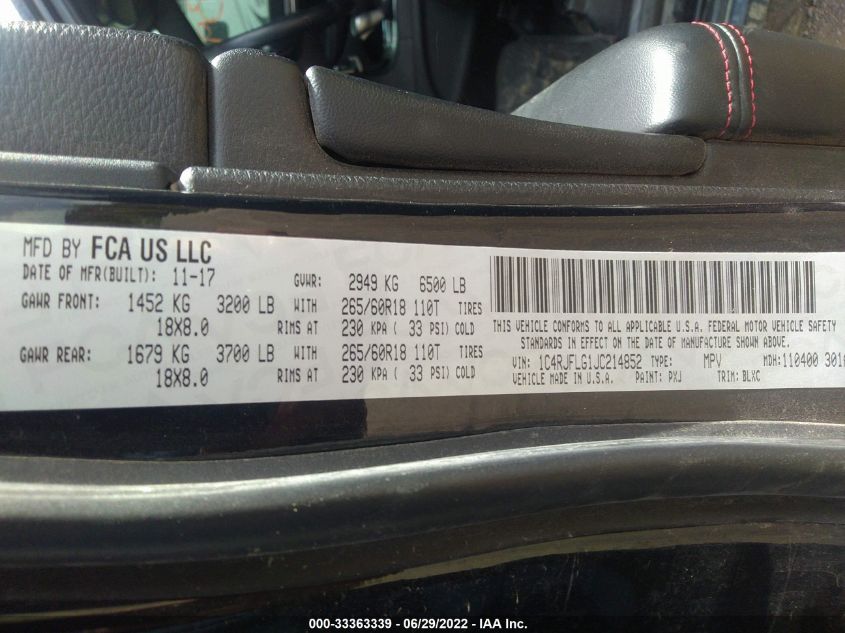 MFD BY FCA US LLC
DATE OF MFR(BUILT): 11-17 GVWR: 2949 KG 6500 LB
GAWR FRONT: 1452 KG 3200 LB WITH 265/60R18 110T TIRES
18X8.0 RIMS AT 230 KPA ( 33 PSI) COLD
GAWR REAR: 1679 KG 3700 LB WITH 265/60R18 110T TIRES
18X8.0 RIMS AT 230 KPA ( 33 PSI) COLD
THIS VEHICLE CONFORMS TO ALL APPLICABLE U.S.A. FEDERAL MOTOR VEHICLE SAFETY
STANDARDS IN EFFECT ON THE DATE OF MANUFACTURE SHOWN ABOVE.
VIN: 1C4RJFLG1JC214852 TYPE: MPV MDH: 110400 301
VEHICLE MADE IN U.S.A. PAINT: PXJ TRIM: BLXC
000-33363339 - 06/29/2022 - IAA Inc.